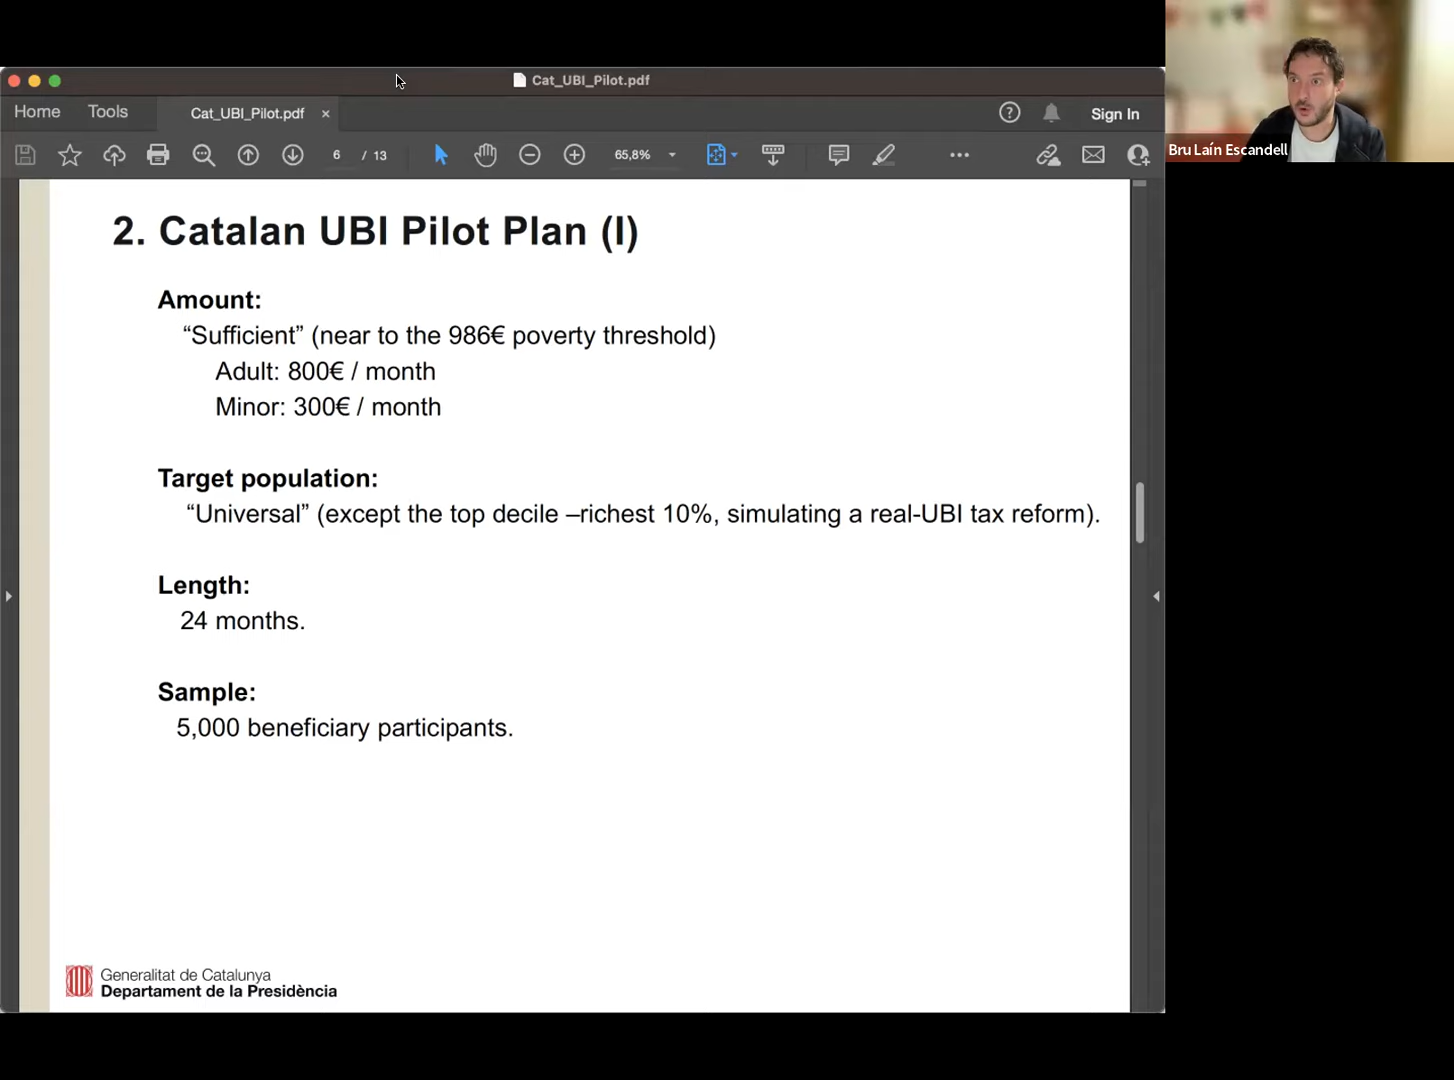 Cat_UBI_Pilot.pdf
Home
Tools
Cat_UBI_Pilot.pdf ×
Sign In
6 / 13
65,8%
Bru Laín Escandell
2. Catalan UBI Pilot Plan (I)
Amount:
“Sufficient” (near to the 986€ poverty threshold)
Adult: 800€ / month
Minor: 300€ / month
Target population:
“Universal” (except the top decile –richest 10%, simulating a real-UBI tax reform).
Length:
24 months.
Sample:
5,000 beneficiary participants.
Generalitat de Catalunya
Departament de la Presidència